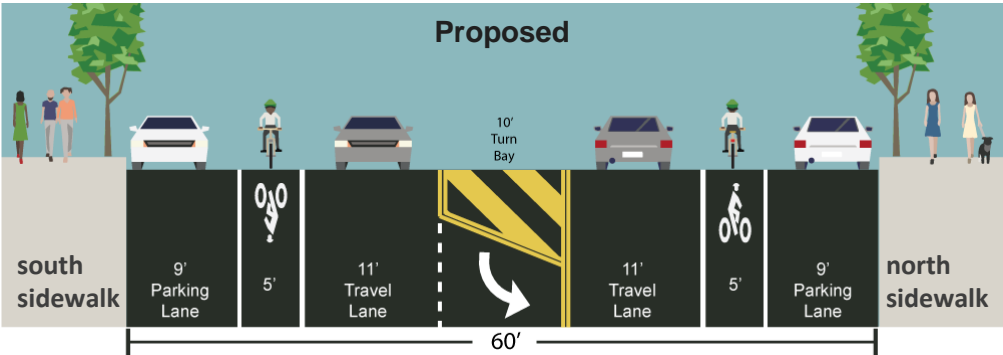 Proposed
10’
Turn
Bay
south
sidewalk
9’
Parking
Lane
5’
11’
Travel
Lane
11’
Travel
Lane
5’
9’
Parking
Lane
north
sidewalk
60’